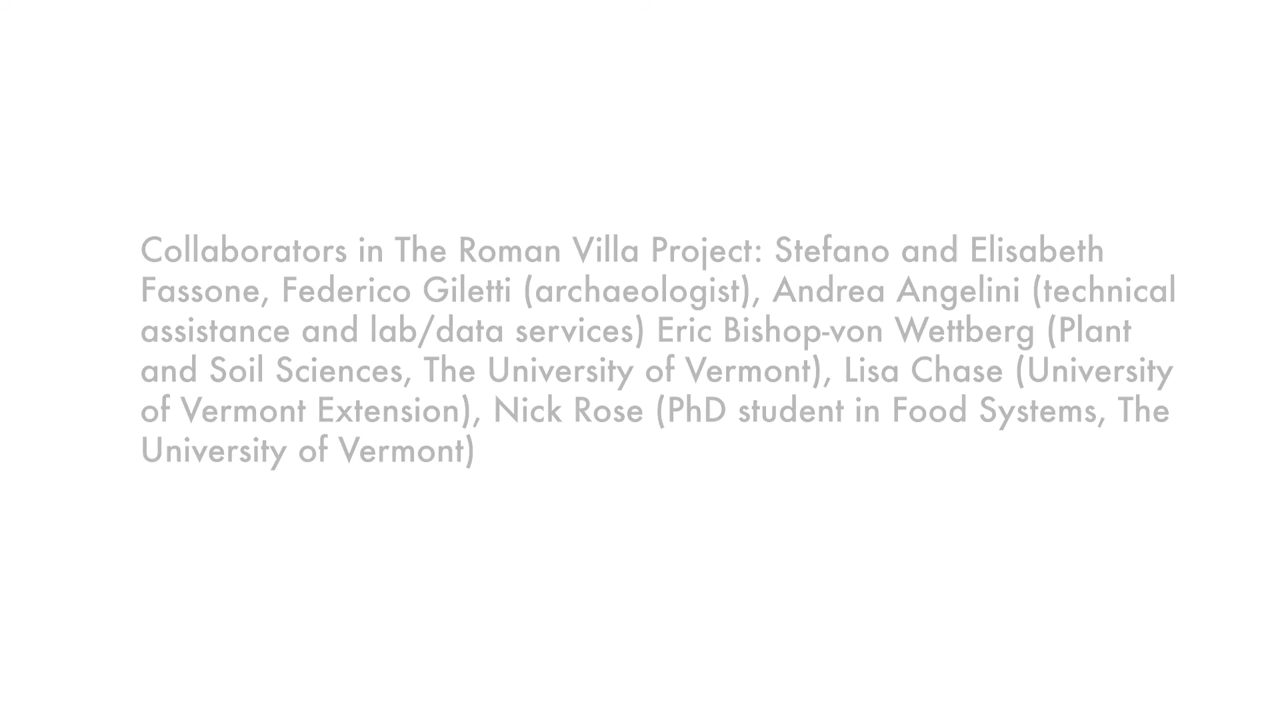 Collaborators in The Roman Villa Project: Stefano and Elisabeth
Fassone, Federico Giletti (archaeologist), Andrea Angelini (technical
assistance and lab/data services) Eric Bishop-von Wettberg (Plant
and Soil Sciences, The University of Vermont), Lisa Chase (University
of Vermont Extension), Nick Rose (PhD student in Food Systems, The
University of Vermont)